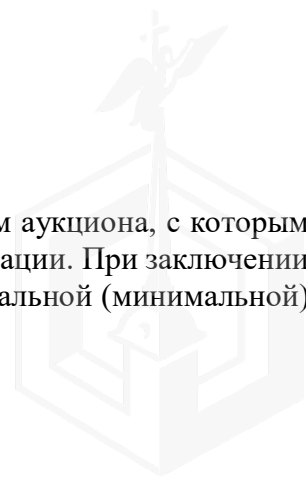 м аукциона, с которым
ации. При заключении
альной (минимальной)